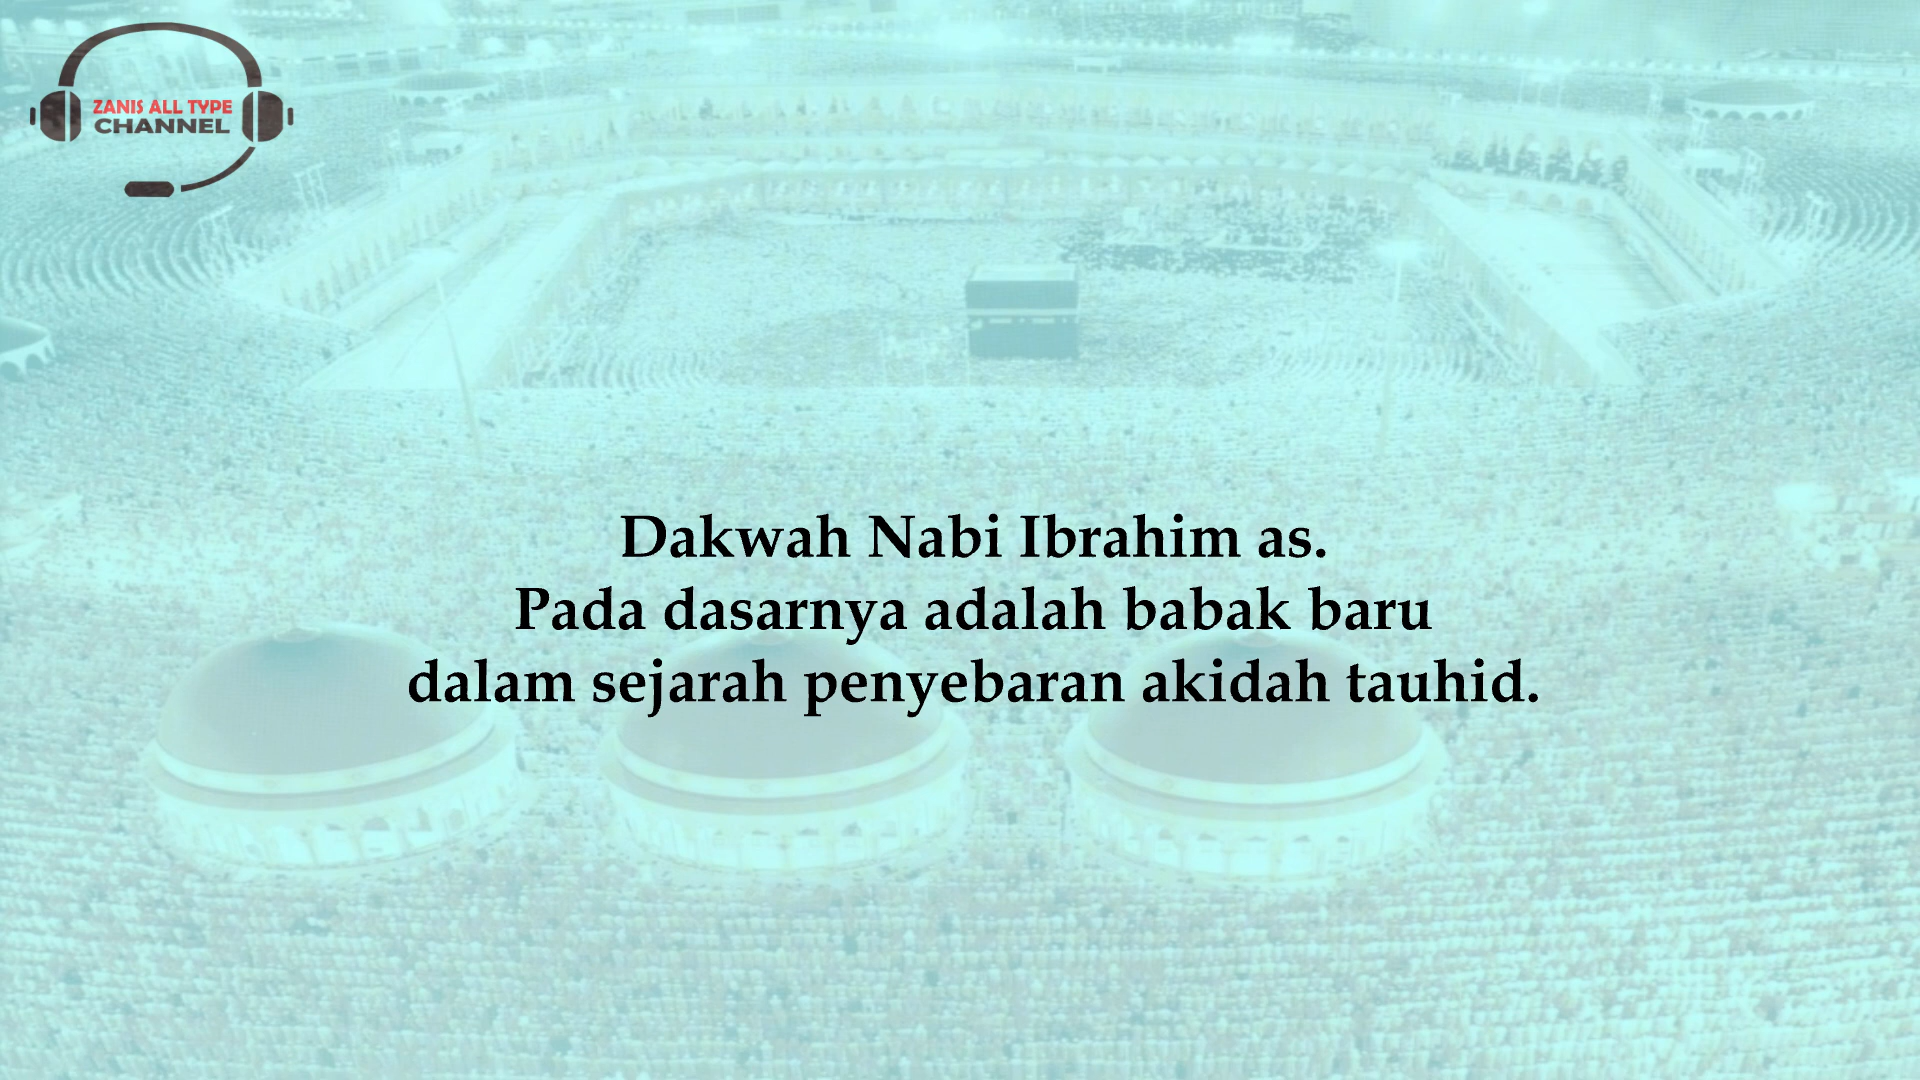 ZANIS ALL TYPE
CHANNEL
Dakwah Nabi Ibrahim as.
Pada dasarnya adalah babak baru
dalam sejarah penyebaran akidah tauhid.